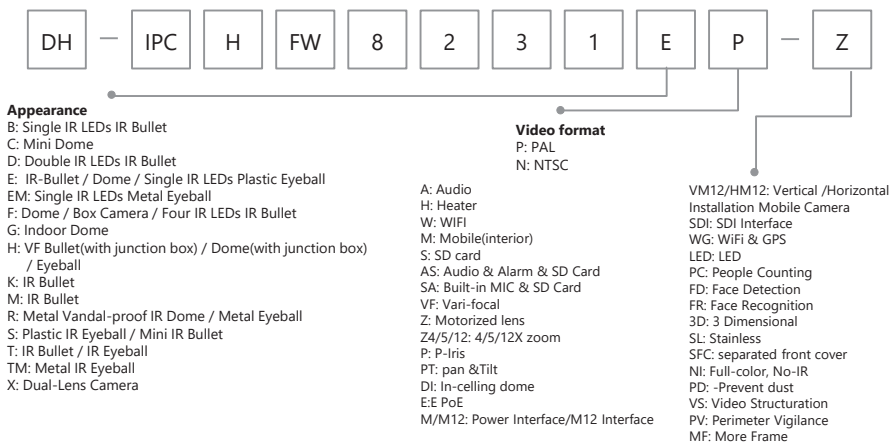 DH — IPC H FW 8 2 3 1 E P — Z
Appearance
B: Single IR LEDs IR Bullet
C: Mini Dome
D: Double IR LEDs IR Bullet
E: IR-Bullet / Dome / Single IR LEDs Plastic Eyeball
EM: Single IR LEDs Metal Eyeball
F: Dome / Box Camera / Four IR LEDs IR Bullet
G: Indoor Dome
H: VF Bullet(with junction box) / Dome(with junction box)
/ Eyeball
K: IR Bullet
M: IR Bullet
R: Metal Vandal-proof IR Dome / Metal Eyeball
S: Plastic IR Eyeball / Mini IR Bullet
T: IR Bullet / IR Eyeball
TM: Metal IR Eyeball
X: Dual-Lens Camera
Video format
P: PAL
N: NTSC
A: Audio
H: Heater
W: WIFI
M: Mobile(interior)
S: SD card
AS: Audio & Alarm & SD Card
SA: Built-in MIC & SD Card
VF: Vari-focal
Z: Motorized lens
Z4/5/12: 4/5/12X zoom
P: P-Iris
PT: pan &Tilt
DI: In-celling dome
E:E PoE
M/M12: Power Interface/M12 Interface
VM12/HM12: Vertical /Horizontal
Installation Mobile Camera
SDI: SDI Interface
WG: WiFi & GPS
LED: LED
PC: People Counting
FD: Face Detection
FR: Face Recognition
3D: 3 Dimensional
SL: Stainless
SFC: separated front cover
NI: Full-color, No-IR
PD: -Prevent dust
VS: Video Structuration
PV: Perimeter Vigilance
MF: More Frame